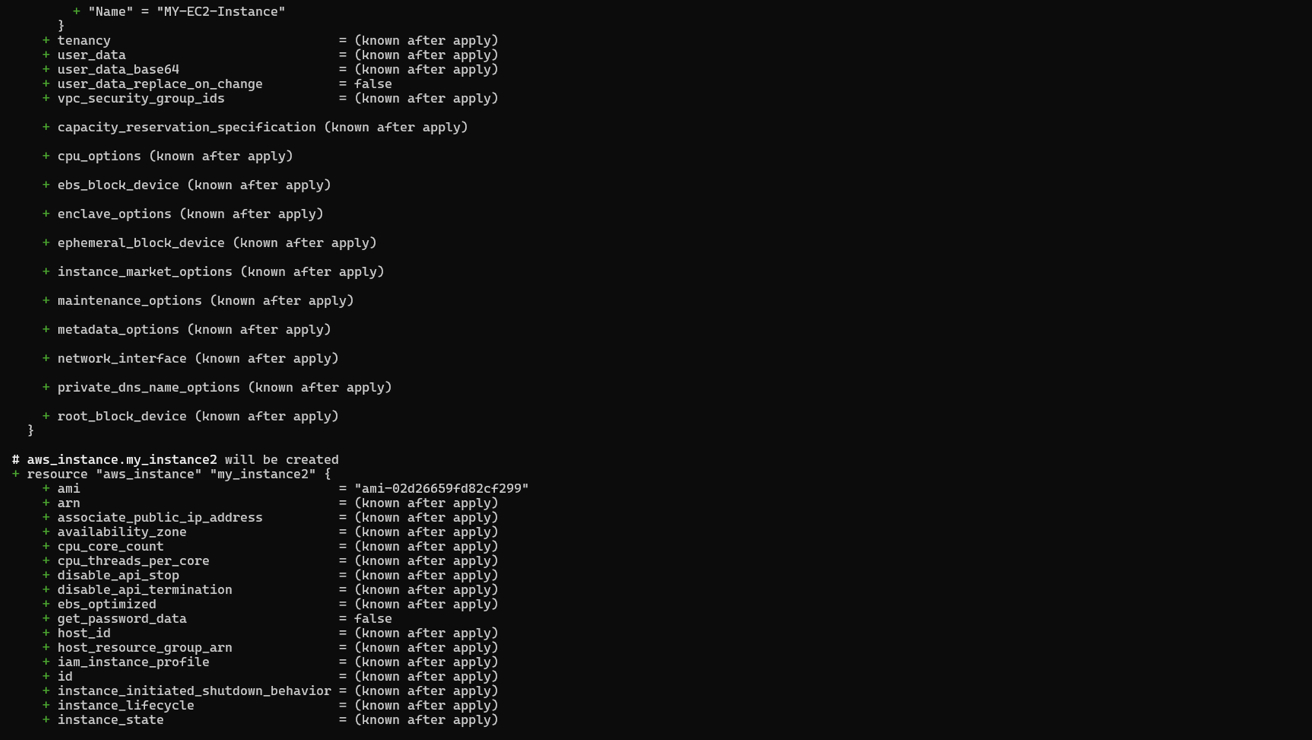 + "Name" = "MY-EC2-Instance"
}
+ tenancy = (known after apply)
+ user_data = (known after apply)
+ user_data_base64 = (known after apply)
+ user_data_replace_on_change = false
+ vpc_security_group_ids = (known after apply)
+ capacity_reservation_specification (known after apply)
+ cpu_options (known after apply)
+ ebs_block_device (known after apply)
+ enclave_options (known after apply)
+ ephemeral_block_device (known after apply)
+ instance_market_options (known after apply)
+ maintenance_options (known after apply)
+ metadata_options (known after apply)
+ network_interface (known after apply)
+ private_dns_name_options (known after apply)
+ root_block_device (known after apply)
}
# aws_instance.my_instance2 will be created
+ resource "aws_instance" "my_instance2" {
+ ami = "ami-02d26659fd82cf299"
+ arn = (known after apply)
+ associate_public_ip_address = (known after apply)
+ availability_zone = (known after apply)
+ cpu_core_count = (known after apply)
+ cpu_threads_per_core = (known after apply)
+ disable_api_stop = (known after apply)
+ disable_api_termination = (known after apply)
+ ebs_optimized = (known after apply)
+ get_password_data = false
+ host_id = (known after apply)
+ host_resource_group_arn = (known after apply)
+ iam_instance_profile = (known after apply)
+ id = (known after apply)
+ instance_initiated_shutdown_behavior = (known after apply)
+ instance_lifecycle = (known after apply)
+ instance_state = (known after apply)